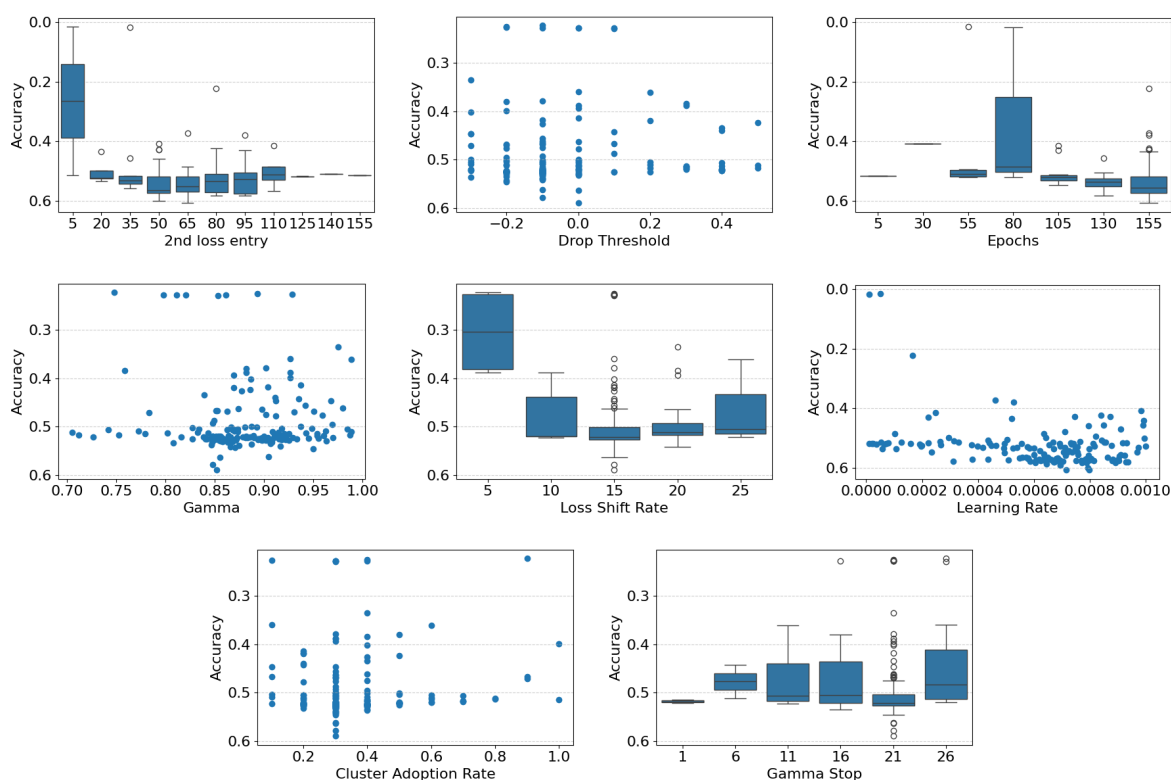 0.0
0.2
0.4
0.6
Accuracy
5 20 35 50 65 80 95 110 125 140 155
2nd loss entry
0.3
0.4
0.5
0.6
Accuracy
−0.2 0.0 0.2 0.4
Drop Threshold
0.0
0.2
0.4
0.6
Accuracy
5 30 55 80 105 130 155
Epochs
0.3
0.4
0.5
0.6
Accuracy
0.70 0.75 0.80 0.85 0.90 0.95 1.00
Gamma
0.3
0.4
0.5
0.6
Accuracy
5 10 15 20 25
Loss Shift Rate
0.0
0.2
0.4
0.6
Accuracy
0.0000 0.0002 0.0004 0.0006 0.0008 0.0010
Learning Rate
0.3
0.4
0.5
0.6
Accuracy
0.2 0.4 0.6 0.8 1.0
Cluster Adoption Rate
0.3
0.4
0.5
0.6
Accuracy
1 6 11 16 21 26
Gamma Stop